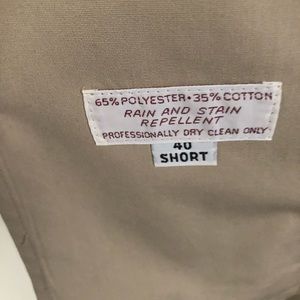 65% POLYESTER • 35% COTTON
RAIN AND STAIN
REPELLENT
PROFESSIONALLY DRY CLEAN ONLY
40
SHORT